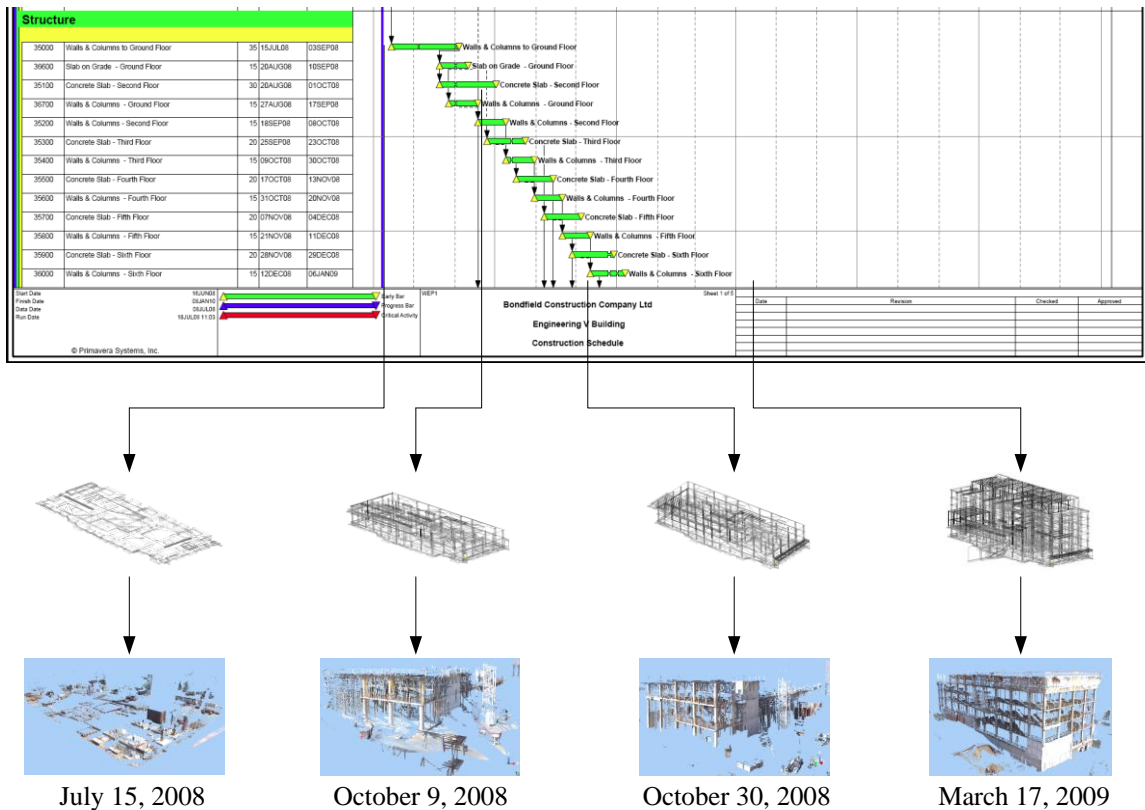 Structure
35000 Walls & Columns to Ground Floor 35 15JUL08 03SEP08 Walls & Columns to Ground Floor
39600 Slab on Grade - Ground Floor 15 20AUG08 10SEP08 Slab on Grade - Ground Floor
35100 Concrete Slab - Second Floor 30 20AUG08 01OCT08 Concrete Slab - Second Floor
36700 Walls & Columns - Ground Floor 15 27AUG08 17SEP08 Walls & Columns - Ground Floor
35200 Walls & Columns - Second Floor 15 18SEP08 08OCT08 Walls & Columns - Second Floor
35300 Concrete Slab - Third Floor 20 25SEP08 23OCT08 Concrete Slab - Third Floor
35400 Walls & Columns - Third Floor 15 09OCT08 30OCT08 Walls & Columns - Third Floor
35500 Concrete Slab - Fourth Floor 20 17OCT08 13NOV08 Concrete Slab - Fourth Floor
35600 Walls & Columns - Fourth Floor 15 31OCT08 20NOV08 Walls & Columns - Fourth Floor
35700 Concrete Slab - Fifth Floor 20 07NOV08 04DEC08 Concrete Slab - Fifth Floor
35800 Walls & Columns - Fifth Floor 15 21NOV08 11DEC08 Walls & Columns - Fifth Floor
35900 Concrete Slab - Sixth Floor 20 28NOV08 29DEC08 Concrete Slab - Sixth Floor
36000 Walls & Columns - Sixth Floor 15 12DEC08 06JAN09 Walls & Columns - Sixth Floor
Start Date 16JUN08 Early Bar WEP1 Sheet 1 of 5
Finish Date Progress Bar Bondfield Construction Company Ltd Date Revision Checked Approved
Data Date Critical Activity
Run Date 11:03
Engineering V Building
Construction Schedule
© Primavera Systems, Inc.
July 15, 2008 October 9, 2008 October 30, 2008 March 17, 2009